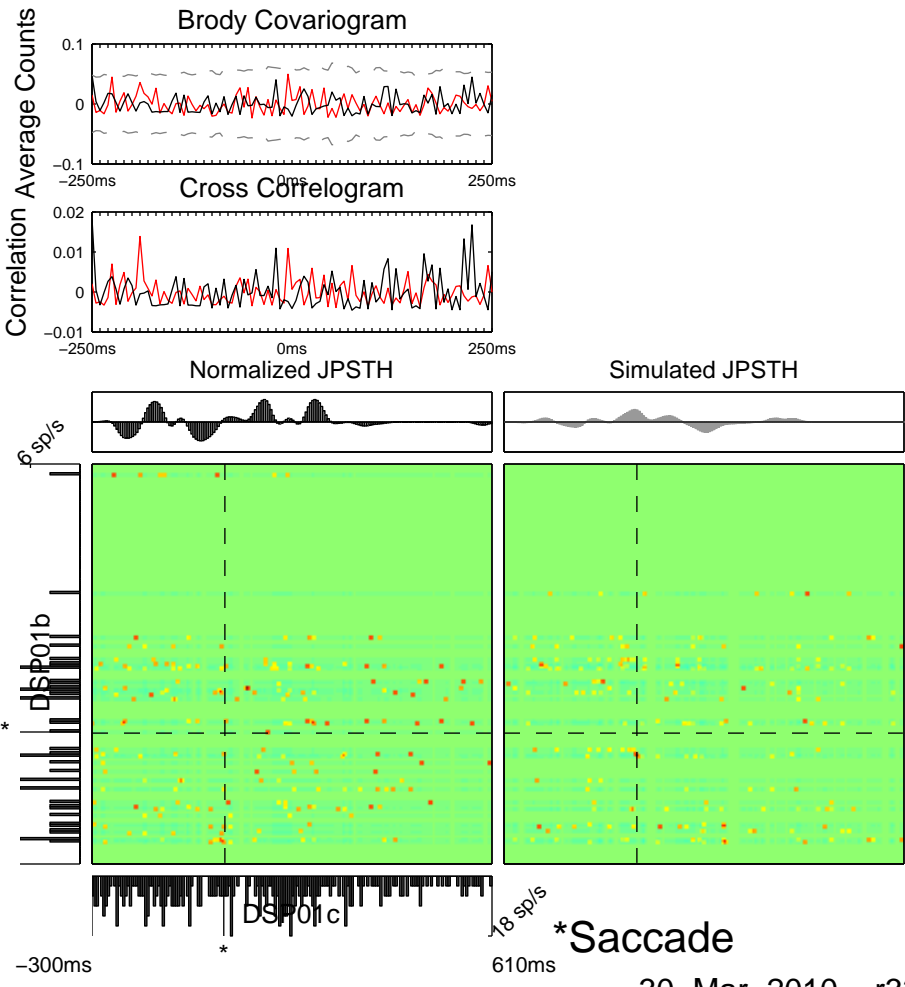 Brody Covariogram
Average Counts
0.1
0
−0.1
−250ms
0ms
250ms
Cross Correlogram
Correlation
0.02
0.01
0
−0.01
−250ms
0ms
250ms
Normalized JPSTH
Simulated JPSTH
6 sp/s
DSP01b
*
DSP01c
18 sp/s
*
*Saccade
−300ms
610ms